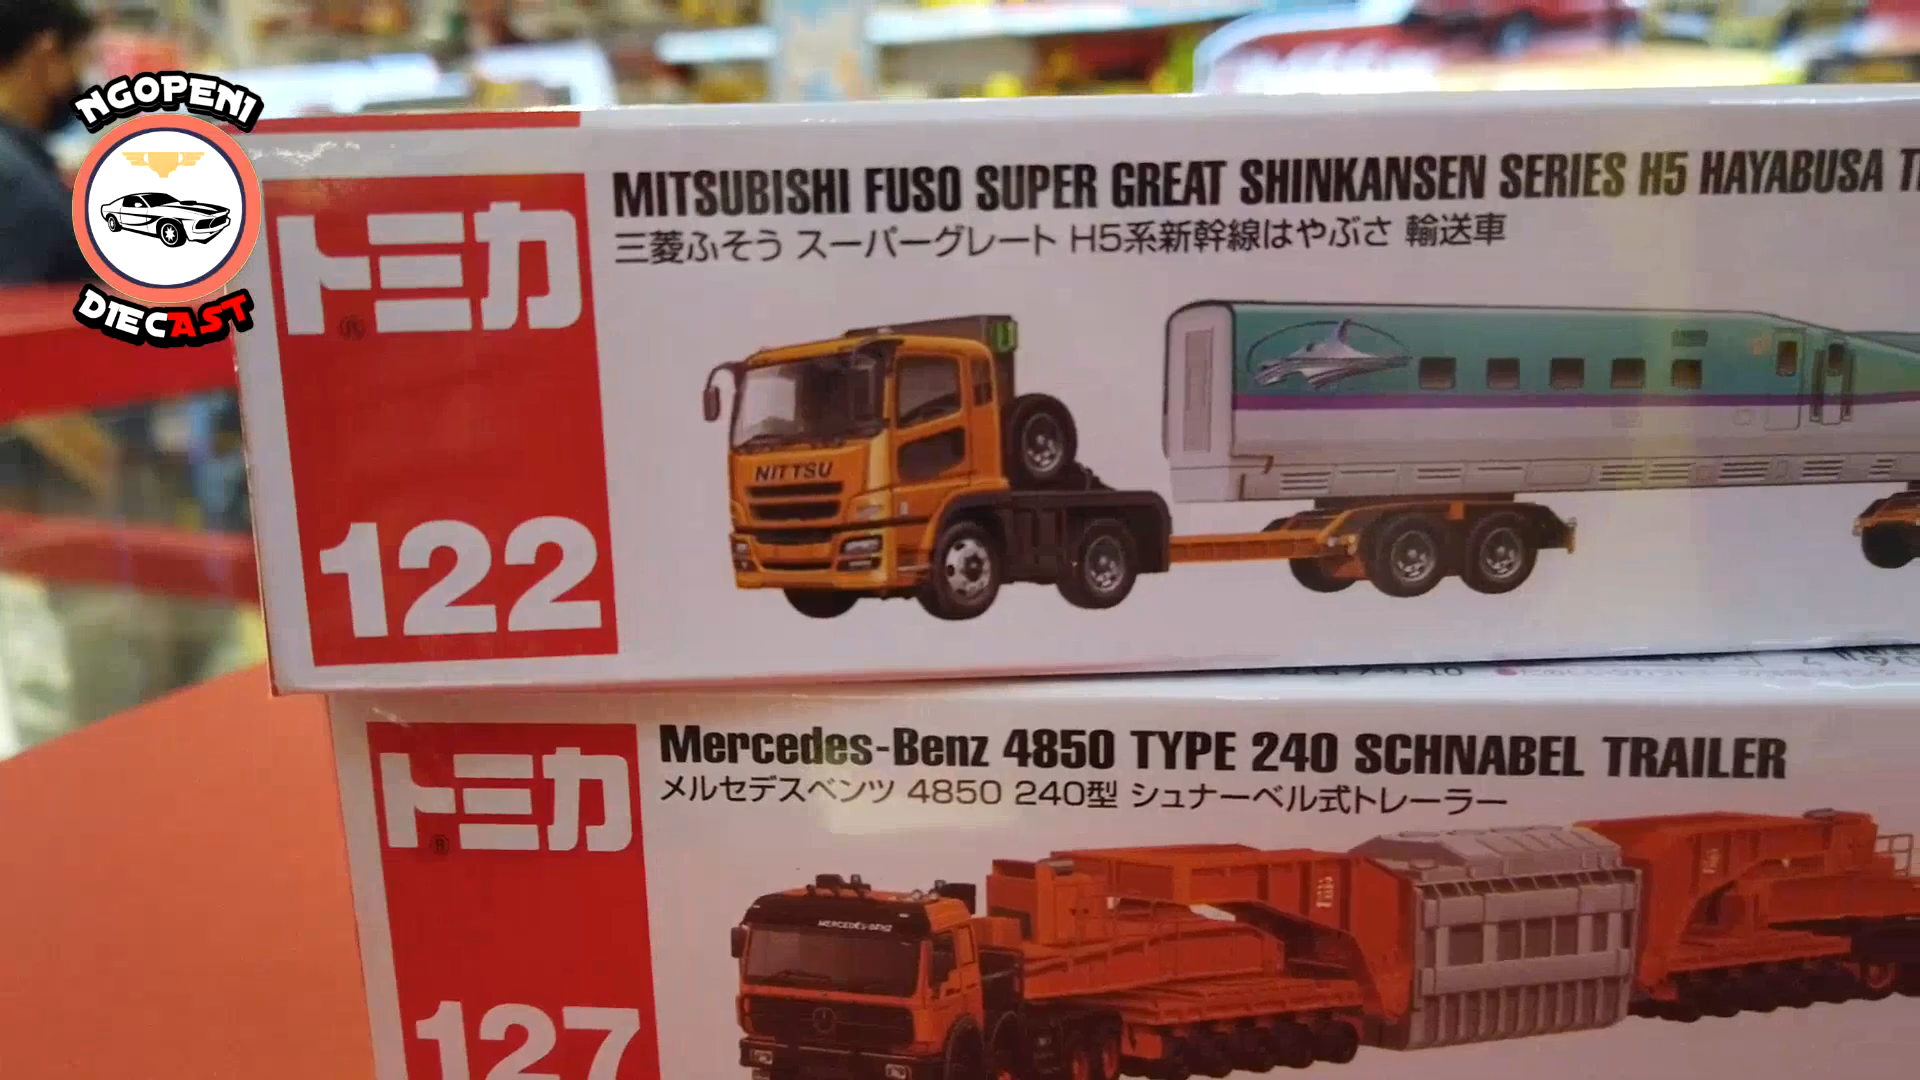 NGOPENI
DIECAST
トミカ
122
MITSUBISHI FUSO SUPER GREAT SHINKANSEN SERIES H5 HAYABUSA
三菱ふそう スーパーグレート H5系新幹線はやぶさ 輸送車
NITTSU
トミカ
127
Mercedes-Benz 4850 TYPE 240 SCHNABEL TRAILER
メルセデスベンツ 4850 240型 シュナーベル式トレーラー
MERCEDES-BENZ